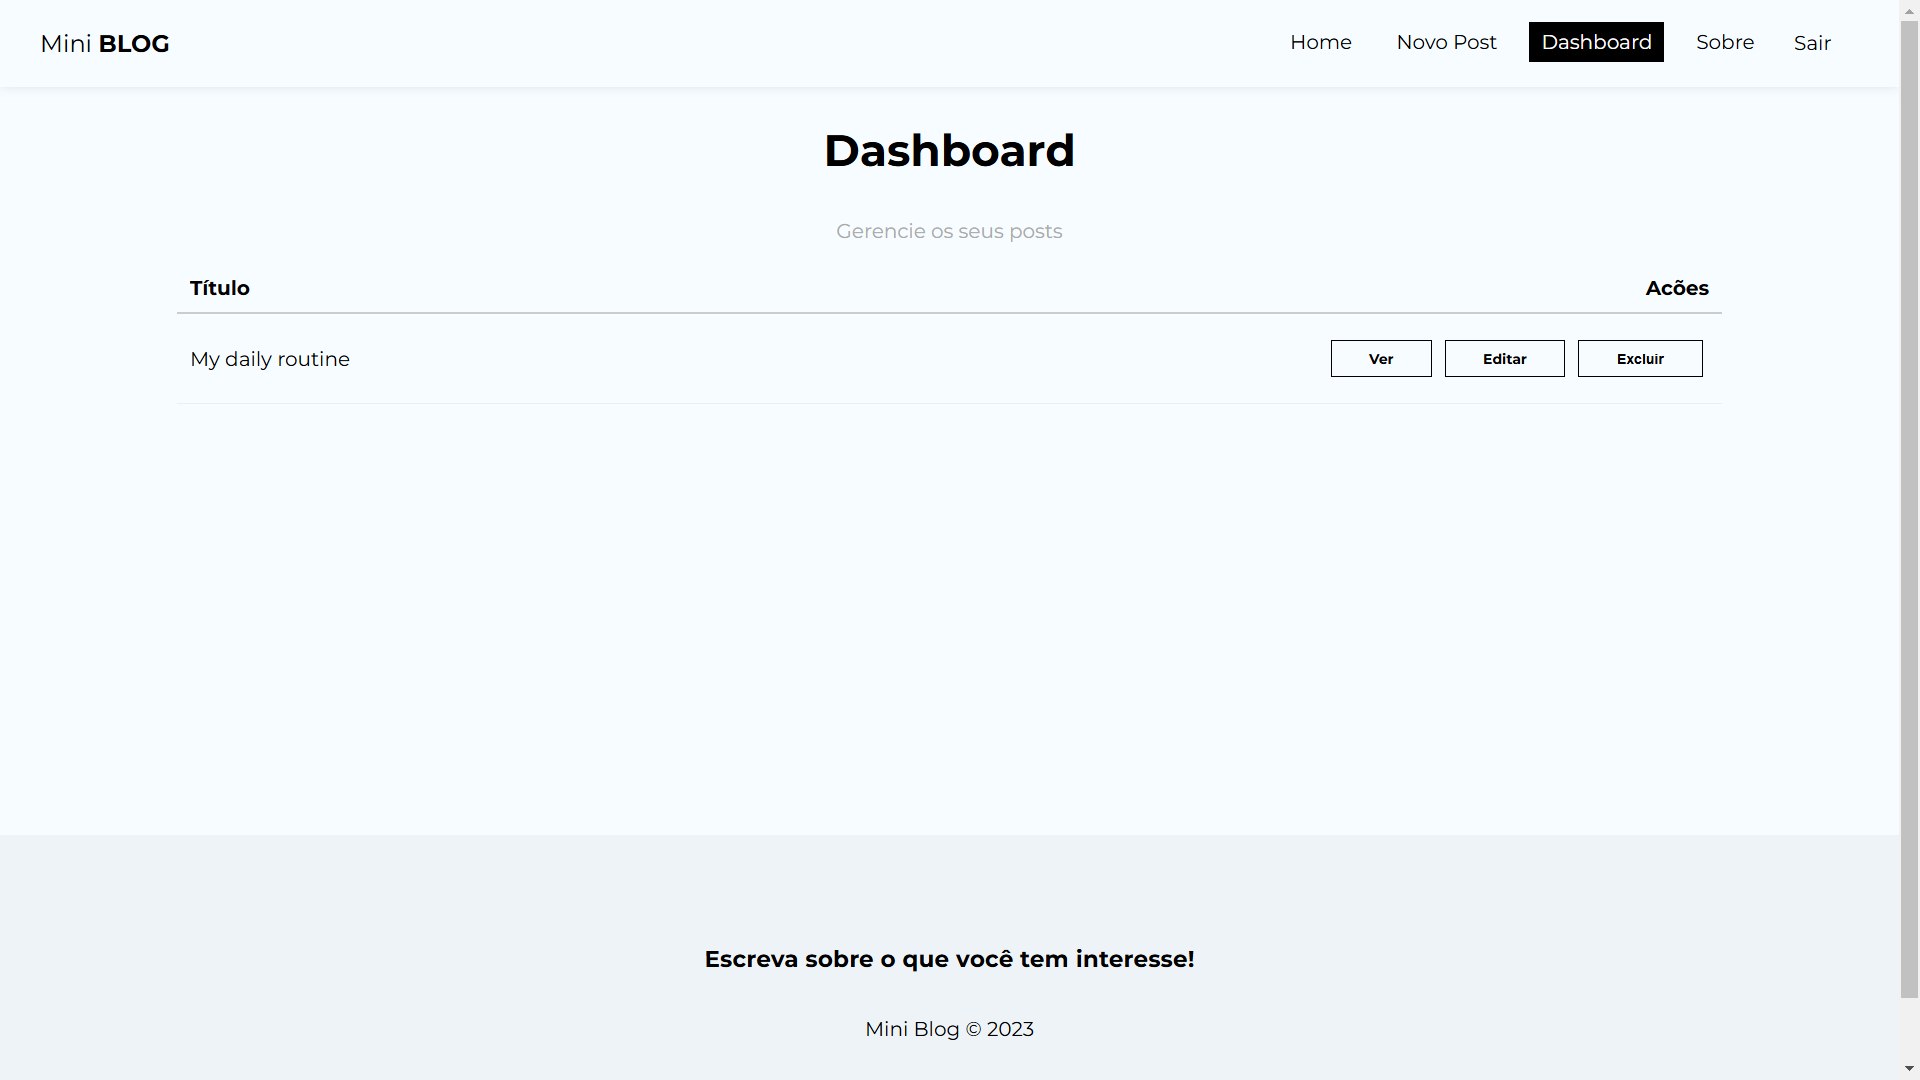 Mini BLOG
Home Novo Post Dashboard Sobre Sair
Dashboard
Gerencie os seus posts
Título Acões
My daily routine Ver Editar Excluir
Escreva sobre o que você tem interesse!
Mini Blog © 2023